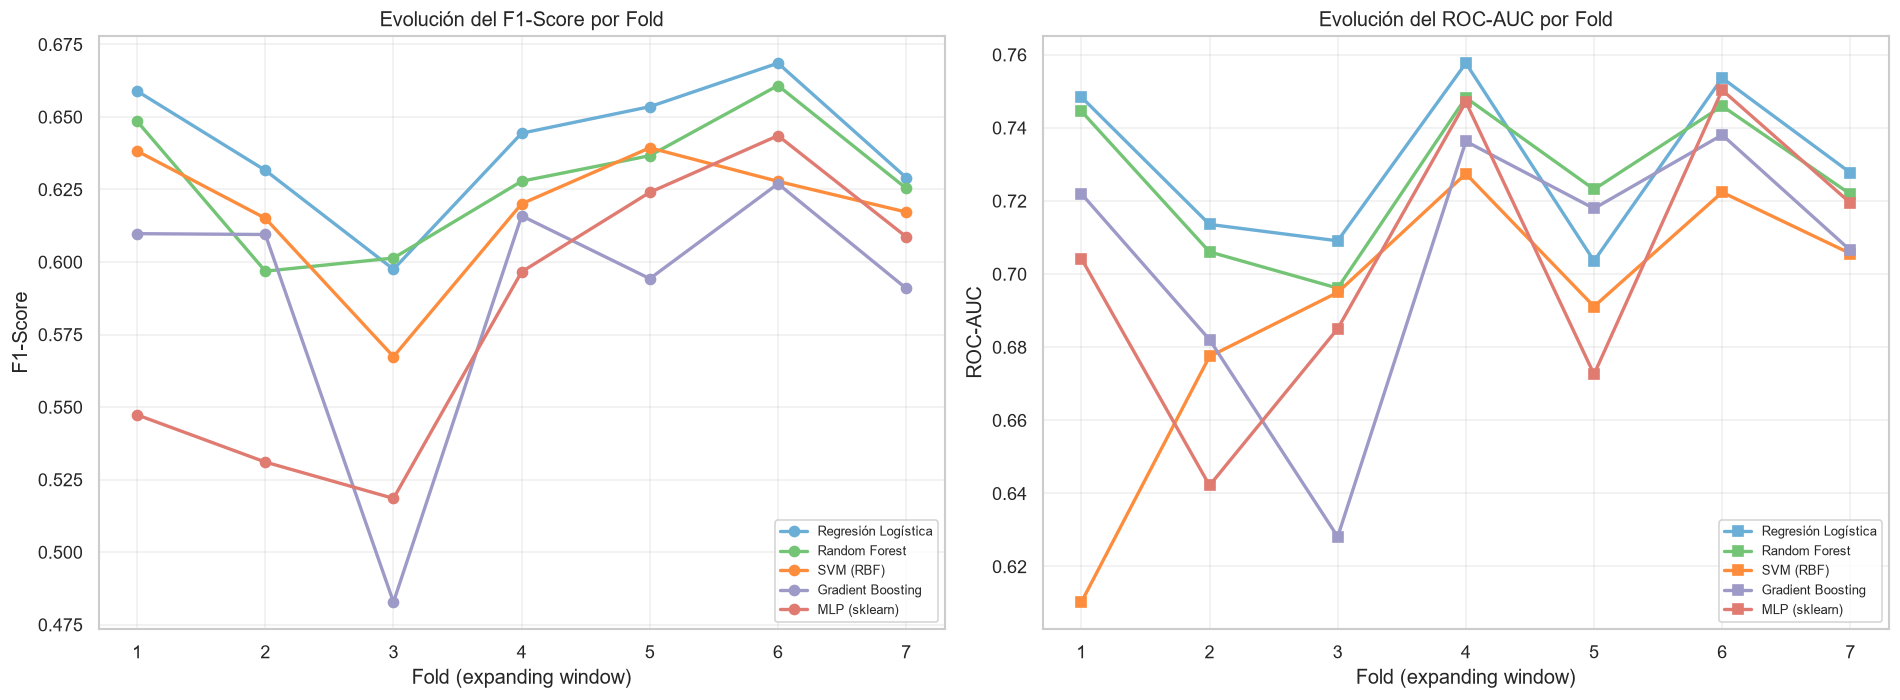 Evolución del F1-Score por Fold
0.675
0.650
0.625
0.600
0.575
0.550
0.525
0.500
0.475
F1-Score
1 2 3 4 5 6 7
Fold (expanding window)
Regresión Logística
Random Forest
SVM (RBF)
Gradient Boosting
MLP (sklearn)
Evolución del ROC-AUC por Fold
0.76
0.74
0.72
0.70
0.68
0.66
0.64
0.62
ROC-AUC
1 2 3 4 5 6 7
Fold (expanding window)
Regresión Logística
Random Forest
SVM (RBF)
Gradient Boosting
MLP (sklearn)